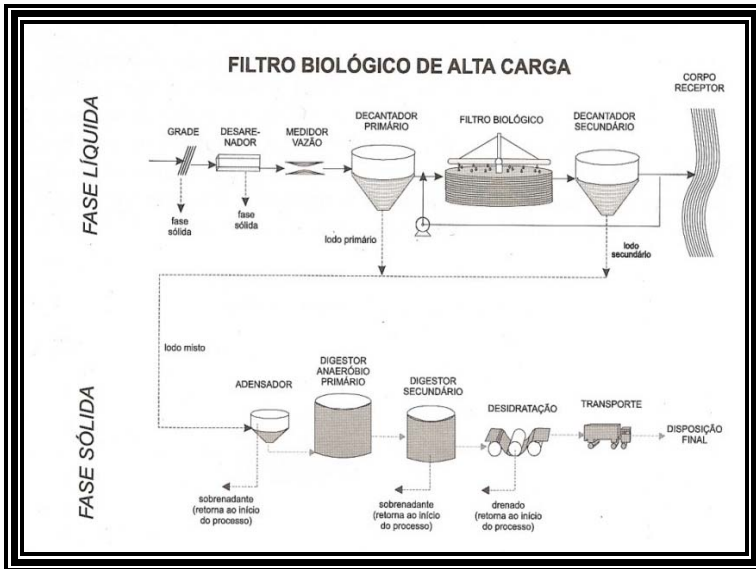 FILTRO BIOLÓGICO DE ALTA CARGA
CORPO
RECEPTOR
FASE LÍQUIDA
GRADE
DESARE-
NADOR
MEDIDOR
VAZÃO
DECANTADOR
PRIMÁRIO
FILTRO BIOLÓGICO
DECANTADOR
SECUNDÁRIO
fase
sólida
fase
sólida
lodo primário
lodo
secundário
lodo misto
FASE SÓLIDA
ADENSADOR
DIGESTOR
ANAERÓBIO
PRIMÁRIO
DIGESTOR
SECUNDÁRIO
DESIDRATAÇÃO
TRANSPORTE
DISPOSIÇÃO
FINAL
sobrenadante
(retorna ao início
do processo)
sobrenadante
(retorna ao início
do processo)
drenado
(retorna ao início
do processo)